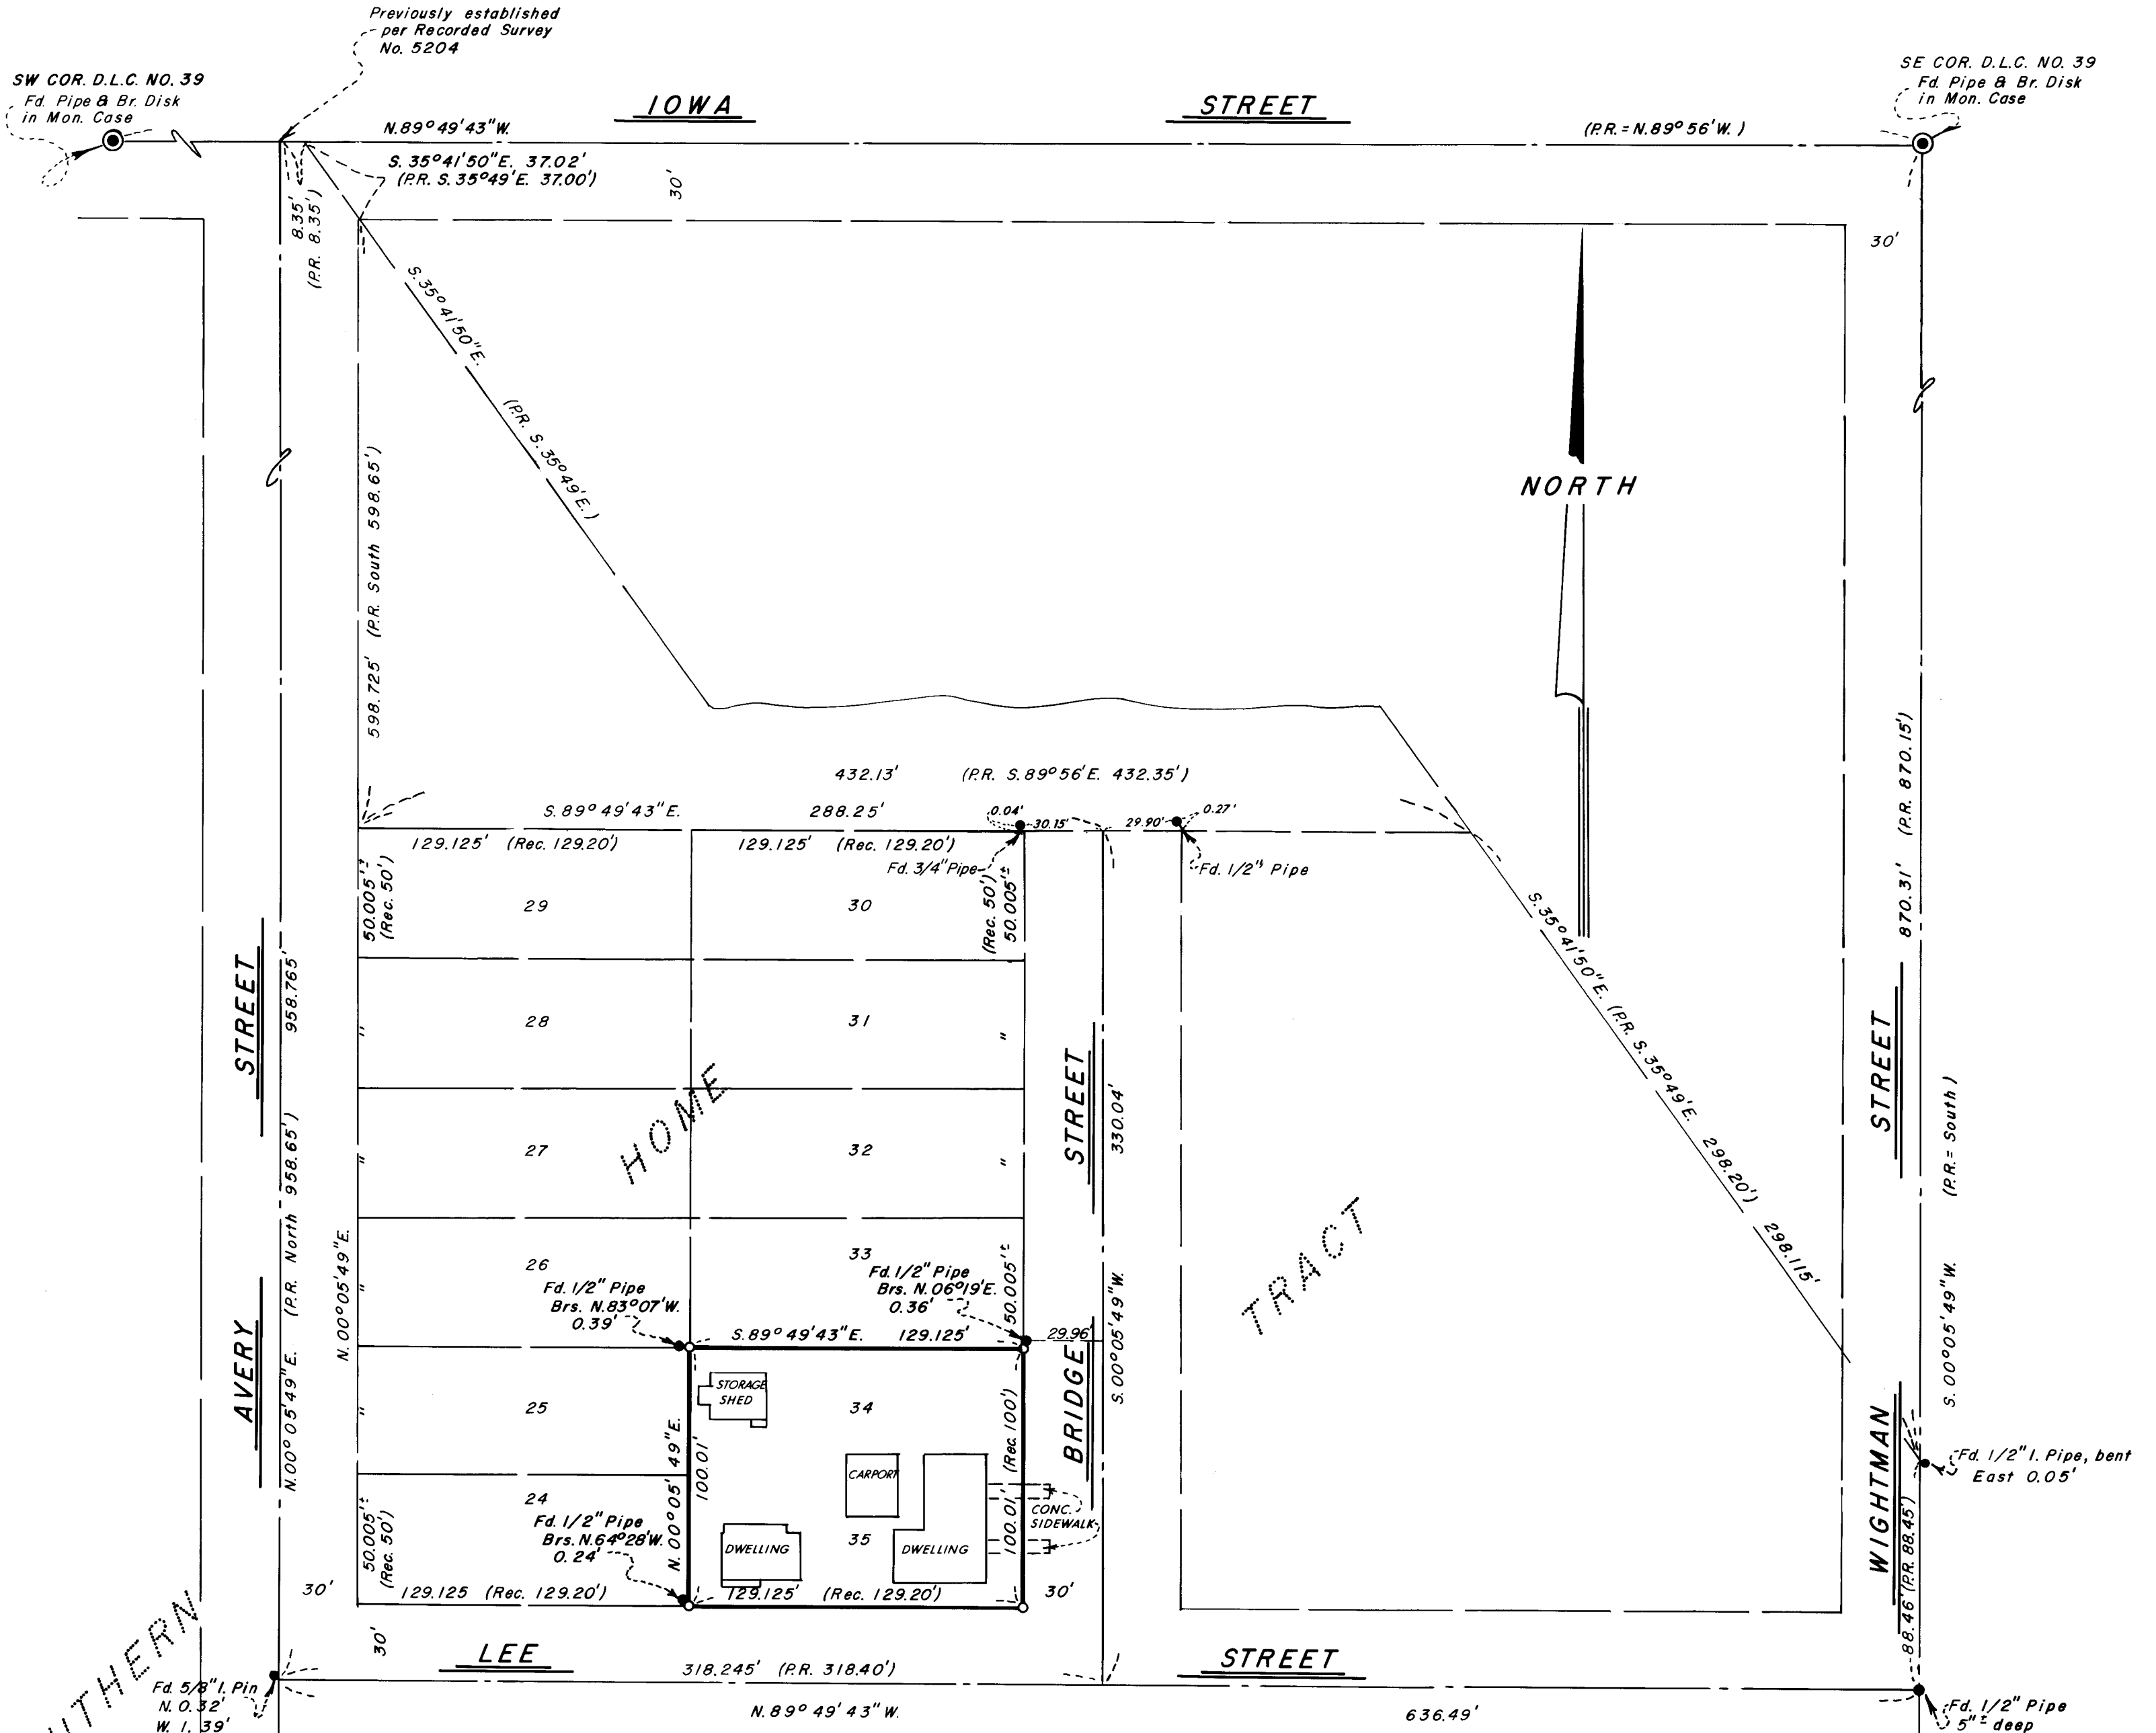 Previously established
per Recorded Survey
No. 5204
SW COR. D.L.C. NO. 39
Fd. Pipe & Br. Disk
in Mon. Case
SE COR. D.L.C. NO. 39
Fd. Pipe & Br. Disk
in Mon. Case
IOWA STREET
N.89°49'43"W.
(P.R.=N.89°56'W.)
S.35°41'50"E. 37.02'
(P.R. S.35°49'E. 37.00')
8.35'
(P.R. 8.35')
30'
30'
S.35°41'50"E.
(P.R. S.35°49'E.)
598.725' (P.R. South 598.65')
NORTH
432.13' (P.R. S.89°56'E. 432.35')
S.89°49'43"E. 288.25'
0.04'
30.15'
29.90'
0.27'
129.125' (Rec. 129.20')
129.125' (Rec. 129.20')
Fd. 3/4" Pipe
Fd. 1/2" Pipe
50.005'±
(Rec. 50')
(Rec. 50')
50.005'±
29
30
28
31
"
"
27
32
"
"
26
33
"
HOME
TRACT
STREET
958.765'
(P.R. North 958.65')
AVERY
N.00°05'49"E.
N.00°05'49"E.
STREET
330.04'
BRIDGE
S.00°05'49"W.
S.35°41'50"E. (P.R. S.35°49'E. 298.20') 298.115'
STREET
870.31' (P.R. 870.15')
(P.R.= South)
S.00°05'49"W.
WIGHTMAN
Fd. 1/2" Pipe
Brs. N.83°07'W.
0.39'
Fd. 1/2" Pipe
Brs. N.06°19'E.
0.36'
50.005'±
S.89°49'43"E. 129.125'
29.96'
STORAGE
SHED
25
34
"
N.00°05'49"E.
100.01'
(Rec. 100')
100.01'
CARPORT
CONC.
SIDEWALK
24
35
Fd. 1/2" Pipe
Brs. N.64°28'W.
0.24'
DWELLING
DWELLING
50.005'±
(Rec. 50')
30'
129.125 (Rec. 129.20')
129.125' (Rec. 129.20')
30'
30'
Fd. 1/2" I. Pipe, bent
East 0.05'
88.46' (P.R. 88.45')
LEE STREET
318.245' (P.R. 318.40')
N.89°49'43"W.
636.49'
Fd. 5/8" I. Pin
N. 0.32'
W. 1.39'
Fd. 1/2" Pipe
5"± deep
UTHERN